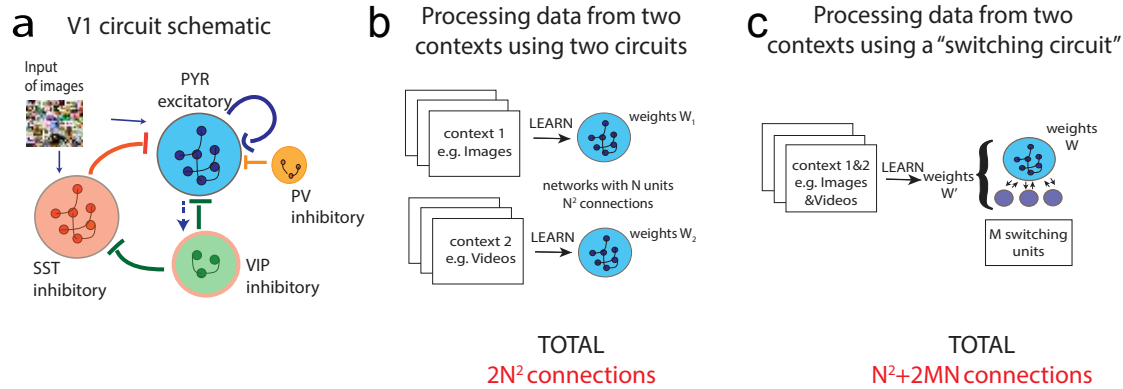 a
V1 circuit schematic
Input
of images
PYR
excitatory
PV
inhibitory
SST
inhibitory
VIP
inhibitory
b
Processing data from two
contexts using two circuits
context 1
e.g. Images
LEARN
weights W₁
networks with N units
N² connections
context 2
e.g. Videos
LEARN
weights W₂
TOTAL
2N² connections
c
Processing data from two
contexts using a “switching circuit”
context 1&2
e.g. Images
&Videos
LEARN
weights
W'
weights
W
M switching
units
TOTAL
N²+2MN connections